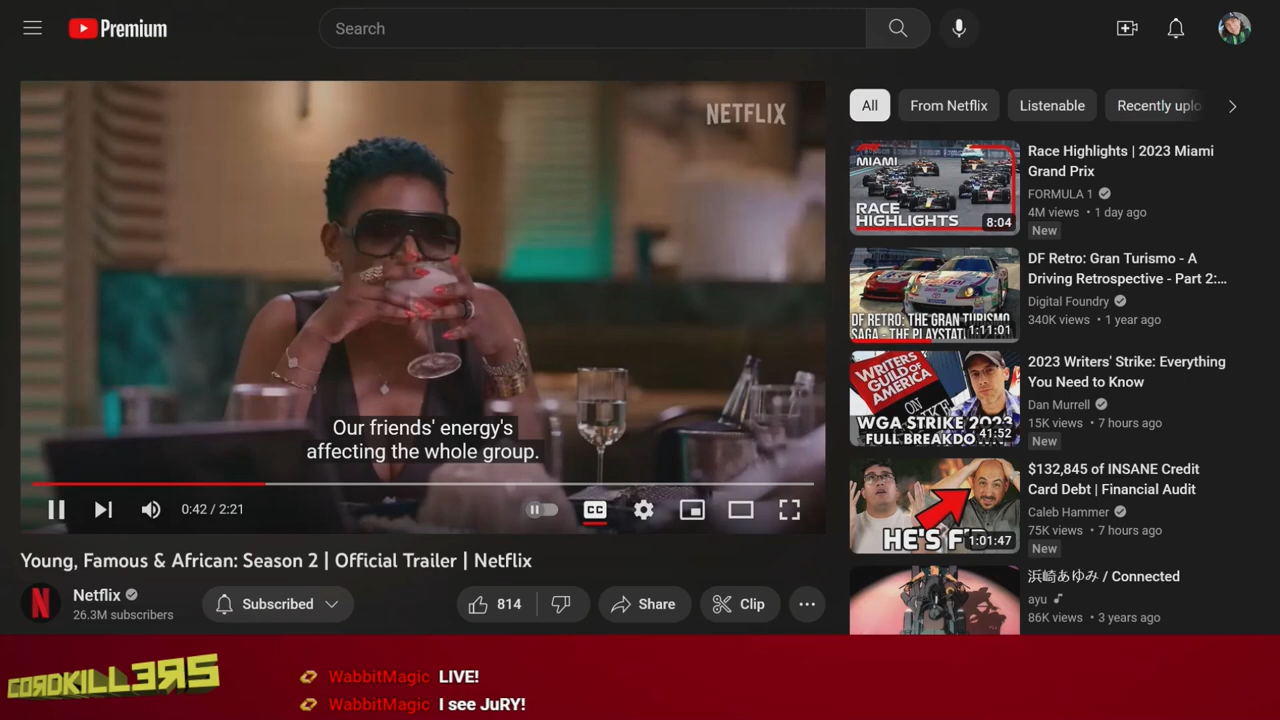 Premium
Search
NETFLIX
Our friends' energy's
affecting the whole group.
0:42 / 2:21
CC
Young, Famous & African: Season 2 | Official Trailer | Netflix
N
Netflix
26.3M subscribers
Subscribed
814
Share
Clip
All
From Netflix
Listenable
Recently uplo
MIAMI
RACE
HIGHLIGHTS
8:04
Race Highlights | 2023 Miami
Grand Prix
FORMULA 1
4M views • 1 day ago
New
DF RETRO: THE GRAN TURISMO
SAGA - THE PLAYSTATI
1:11:01
DF Retro: Gran Turismo - A
Driving Retrospective - Part 2:...
Digital Foundry
340K views • 1 year ago
WRITERS
GUILD OF
AMERICA
ON
WGA STRIKE 2023
FULL BREAKDO
41:52
2023 Writers' Strike: Everything
You Need to Know
Dan Murrell
15K views • 7 hours ago
New
HE'S F
1:01:47
$132,845 of INSANE Credit
Card Debt | Financial Audit
Caleb Hammer
75K views • 7 hours ago
New
浜崎あゆみ / Connected
ayu
86K views • 3 years ago
CORDKILLERS
WabbitMagic LIVE!
WabbitMagic I see JuRY!